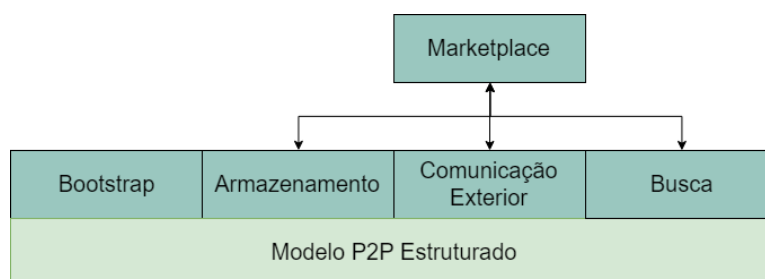 Marketplace
Bootstrap
Armazenamento
Comunicação
Exterior
Busca
Modelo P2P Estruturado